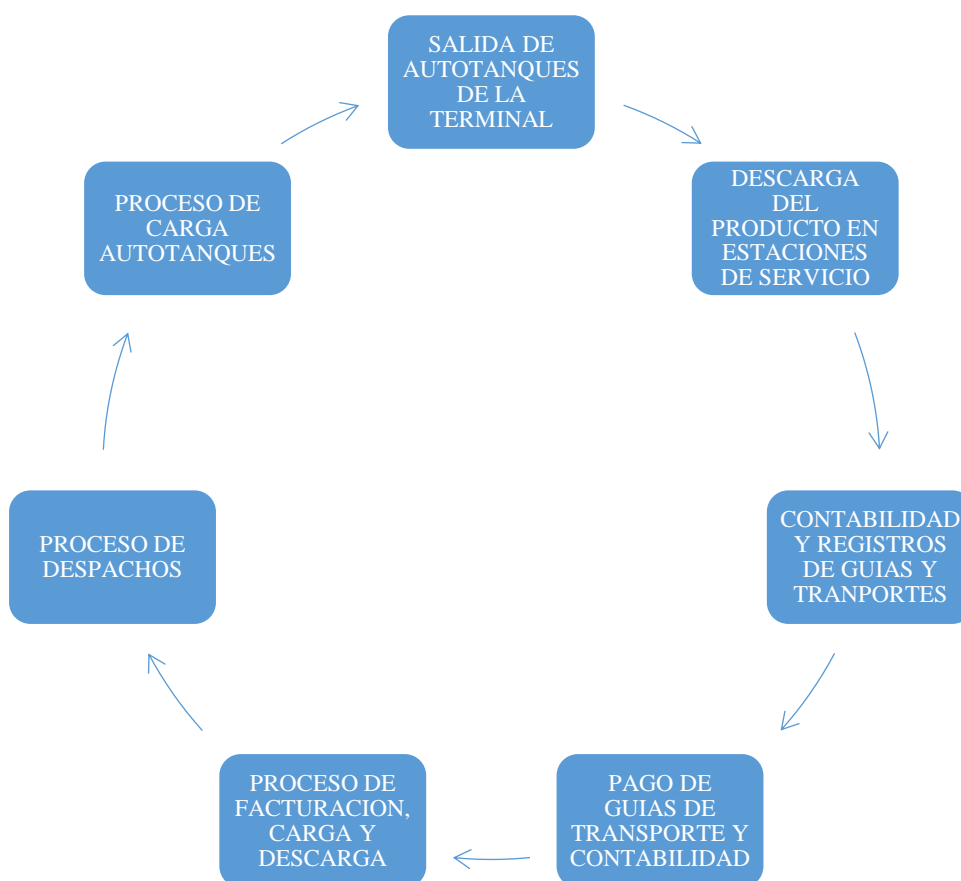 SALIDA DE
AUTOTANQUES
DE LA
TERMINAL
DESCARGA
DEL
PRODUCTO EN
ESTACIONES
DE SERVICIO
CONTABILIDAD
Y REGISTROS
DE GUIAS Y
TRANPORTES
PAGO DE
GUIAS DE
TRANSPORTE Y
CONTABILIDAD
PROCESO DE
FACTURACION,
CARGA Y
DESCARGA
PROCESO DE
DESPACHOS
PROCESO DE
CARGA
AUTOTANQUES